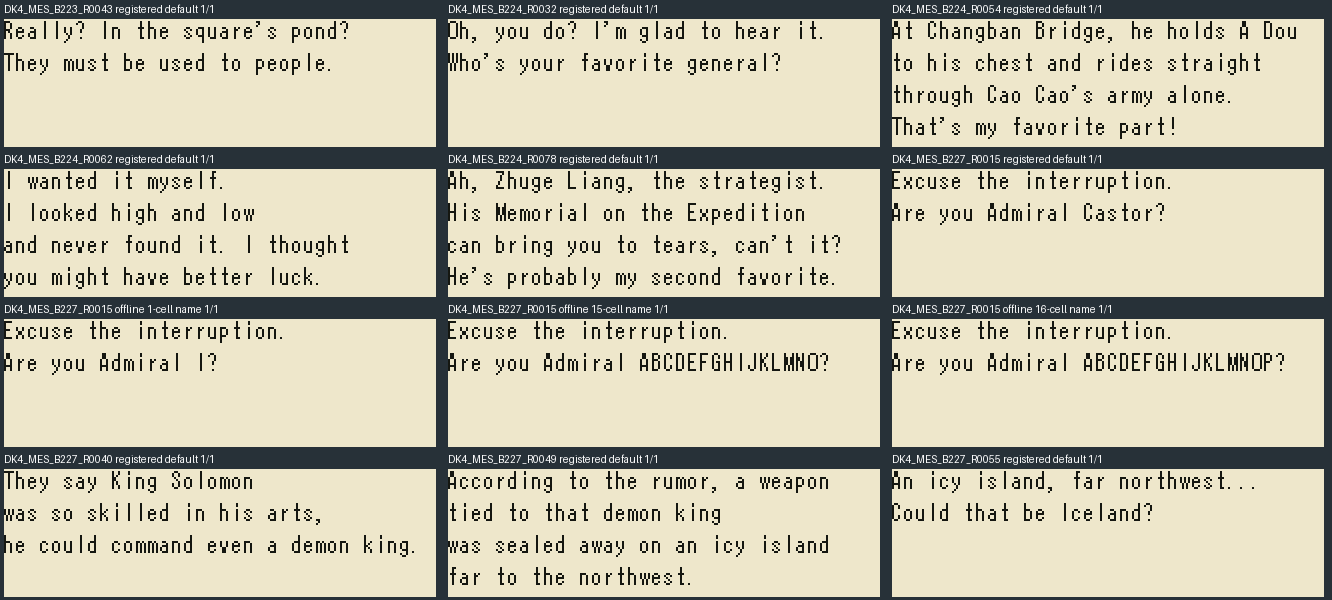 DK4_MES_B223_R0043 registered default 1/1
Really? In the square's pond?
They must be used to people.
DK4_MES_B224_R0032 registered default 1/1
Oh, you do? I'm glad to hear it.
Who's your favorite general?
DK4_MES_B224_R0054 registered default 1/1
At Changban Bridge, he holds A Dou
to his chest and rides straight
through Cao Cao's army alone.
That's my favorite part!
DK4_MES_B224_R0062 registered default 1/1
I wanted it myself.
I looked high and low
and never found it. I thought
you might have better luck.
DK4_MES_B224_R0078 registered default 1/1
Ah, Zhuge Liang, the strategist.
His Memorial on the Expedition
can bring you to tears, can't it?
He's probably my second favorite.
DK4_MES_B227_R0015 registered default 1/1
Excuse the interruption.
Are you Admiral Castor?
DK4_MES_B227_R0015 offline 1-cell name 1/1
Excuse the interruption.
Are you Admiral I?
DK4_MES_B227_R0015 offline 15-cell name 1/1
Excuse the interruption.
Are you Admiral ABCDEFGHIJKLMNO?
DK4_MES_B227_R0015 offline 16-cell name 1/1
Excuse the interruption.
Are you Admiral ABCDEFGHIJKLMNOP?
DK4_MES_B227_R0040 registered default 1/1
They say King Solomon
was so skilled in his arts,
he could command even a demon king.
DK4_MES_B227_R0049 registered default 1/1
According to the rumor, a weapon
tied to that demon king
was sealed away on an icy island
far to the northwest.
DK4_MES_B227_R0055 registered default 1/1
An icy island, far northwest...
Could that be Iceland?